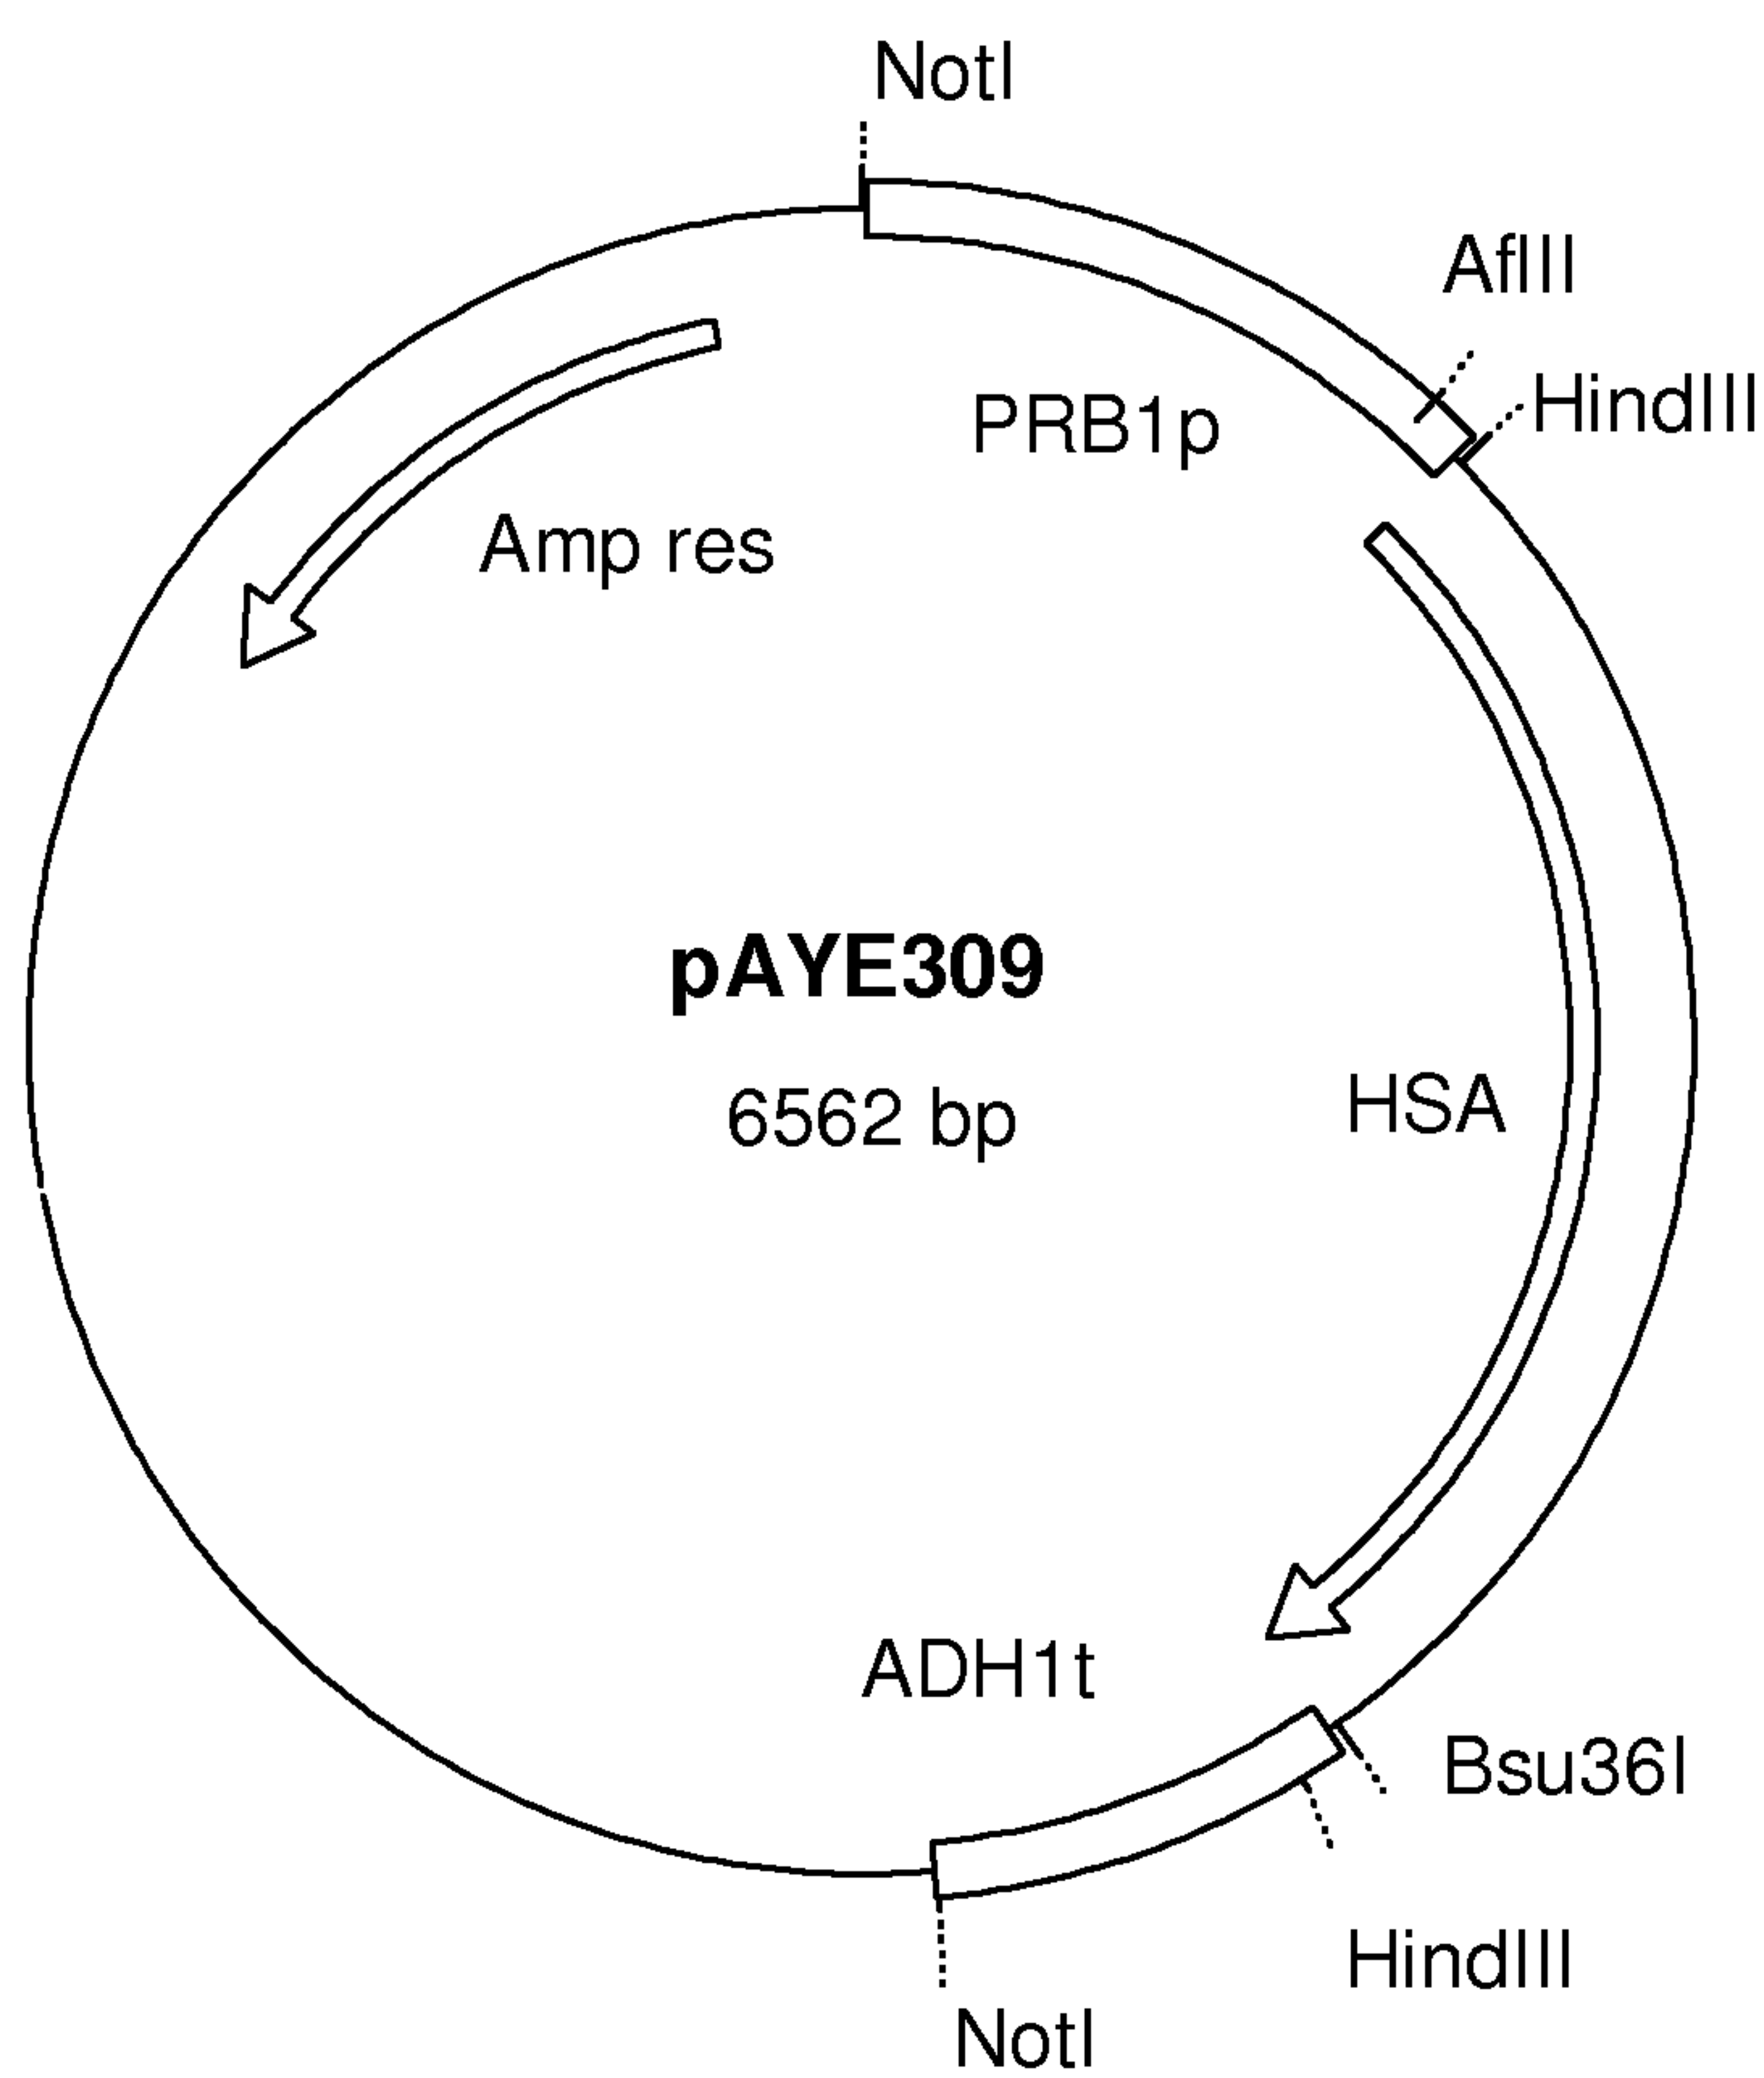 NotI
AflII
HindIII
PRB1p
Amp res
pAYE309
6562 bp
HSA
ADH1t
Bsu36I
HindIII
NotI